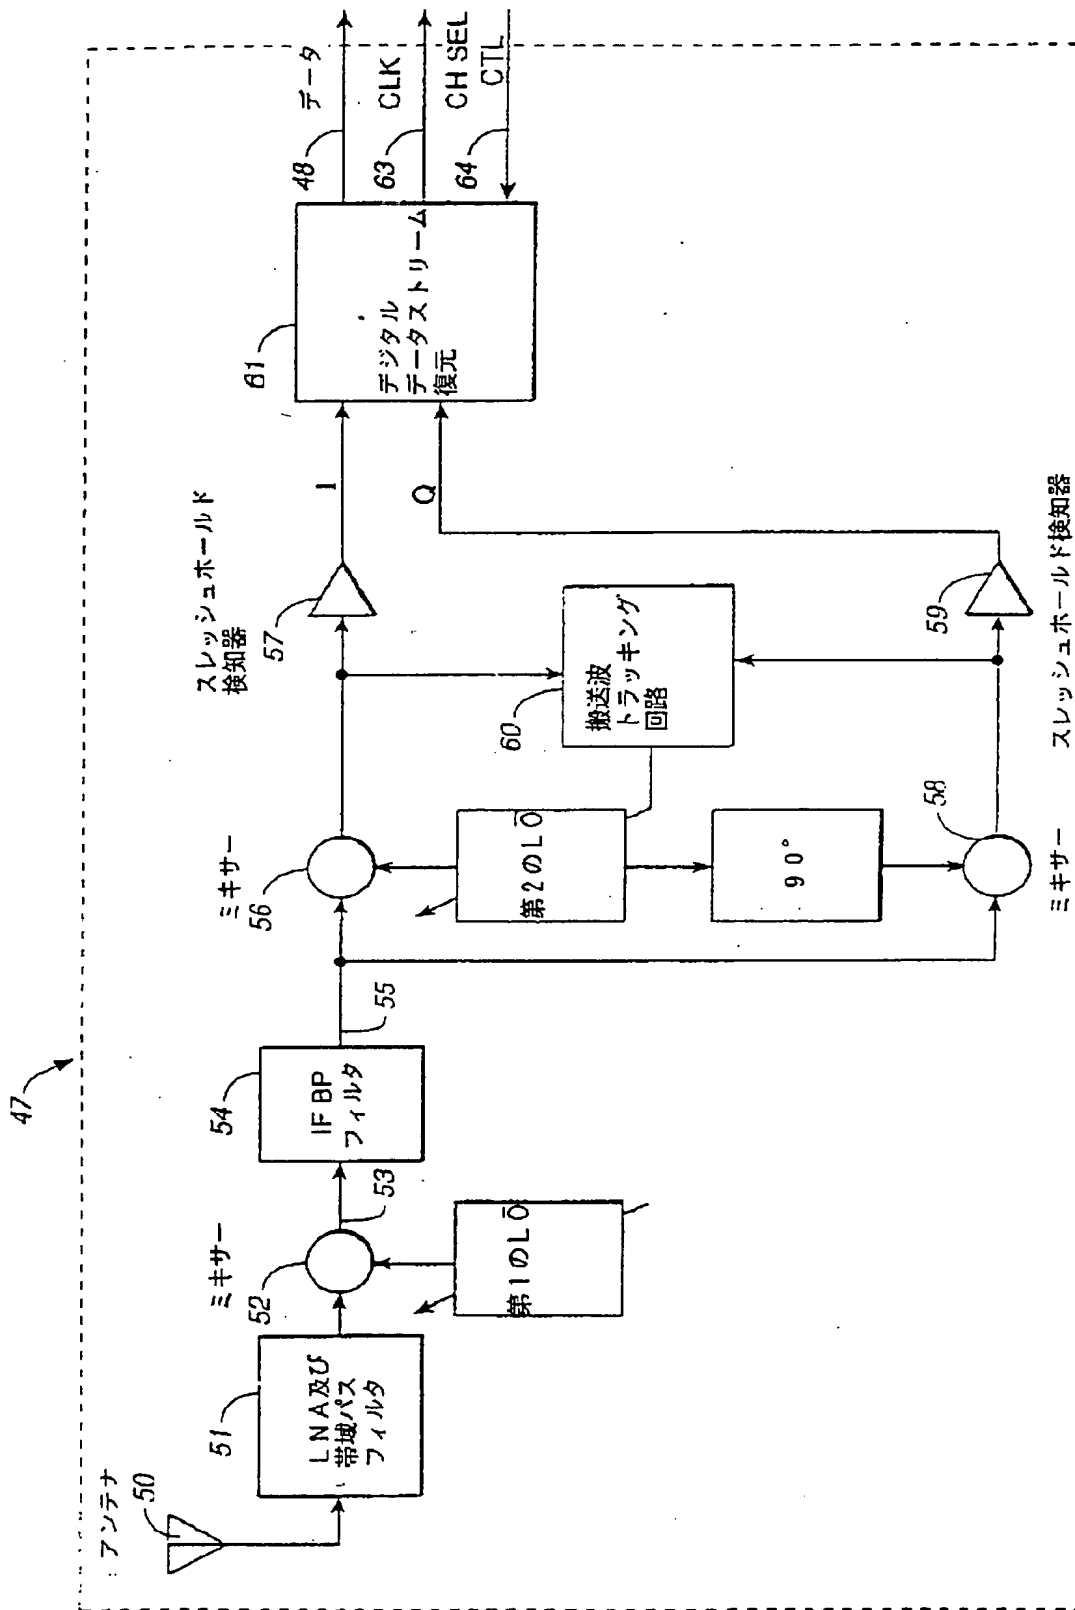 47
アンテナ
50
51
LNA及び
帯域パス
フィルタ
ミキサー
52
53
第1のLO
54
IF BP
フィルタ
55
ミキサー
56
第2のLO
90°
58
ミキサー
60
搬送波
トラッキング
回路
スレッシュホールド
検知器
57
59
スレッシュホールド検知器
I
Q
61
デジタル
データストリーム
復元
48
データ
63
CLK
64
CH SEL
CTL